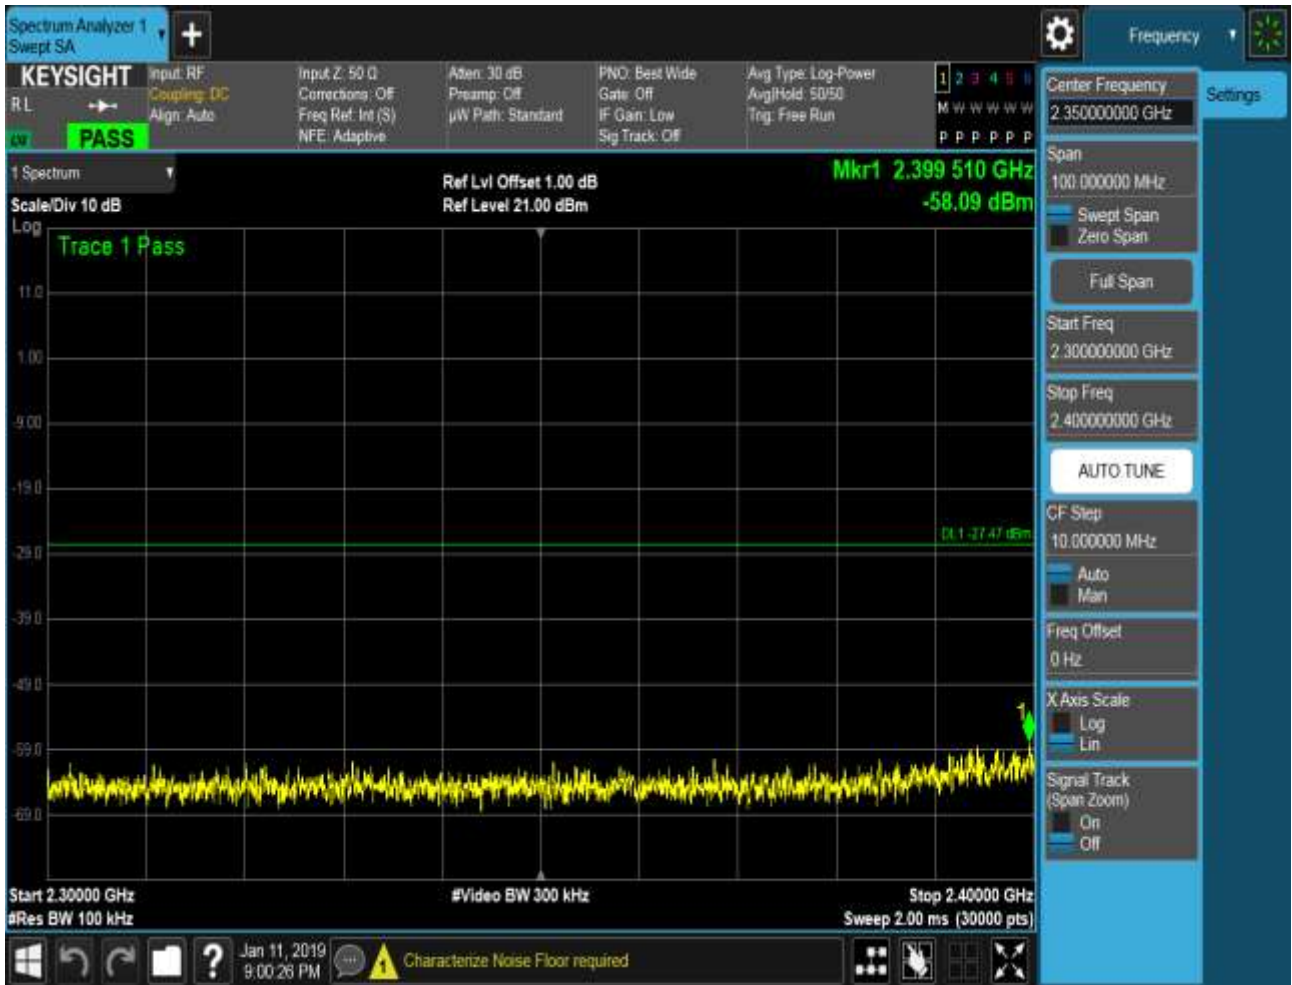 Spectrum Analyzer 1
Swept SA
+
Frequency
KEYSIGHT
RL
PASS
Input: RF
Coupling: DC
Align: Auto
Input Z: 50 Ω
Corrections: Off
Freq Ref: Int (S)
NFE: Adaptive
Atten: 30 dB
Preamp: Off
µW Path: Standard
PNO: Best Wide
Gate: Off
IF Gain: Low
Sig Track: Off
Avg Type: Log-Power
Avg|Hold: 50/50
Trig: Free Run
1 2 3 4 5 6
M W W W W W
P P P P P P
Center Frequency
2.350000000 GHz
Settings
Span
100.000000 MHz
Swept Span
Zero Span
Full Span
Start Freq
2.300000000 GHz
Stop Freq
2.400000000 GHz
AUTO TUNE
CF Step
10.000000 MHz
Auto
Man
Freq Offset
0 Hz
X Axis Scale
Log
Lin
Signal Track
(Span Zoom)
On
Off
1 Spectrum
Scale/Div 10 dB
Log
Ref Lvl Offset 1.00 dB
Ref Level 21.00 dBm
Mkr1 2.399 510 GHz
-58.09 dBm
Trace 1 Pass
11.0
1.00
-9.00
-19.0
DL1 -27.47 dBm
-29.0
-39.0
-49.0
1
-59.0
-69.0
Start 2.30000 GHz
#Res BW 100 kHz
#Video BW 300 kHz
Stop 2.40000 GHz
Sweep 2.00 ms (30000 pts)
?
Jan 11, 2019
9:00:26 PM
1
Characterize Noise Floor required